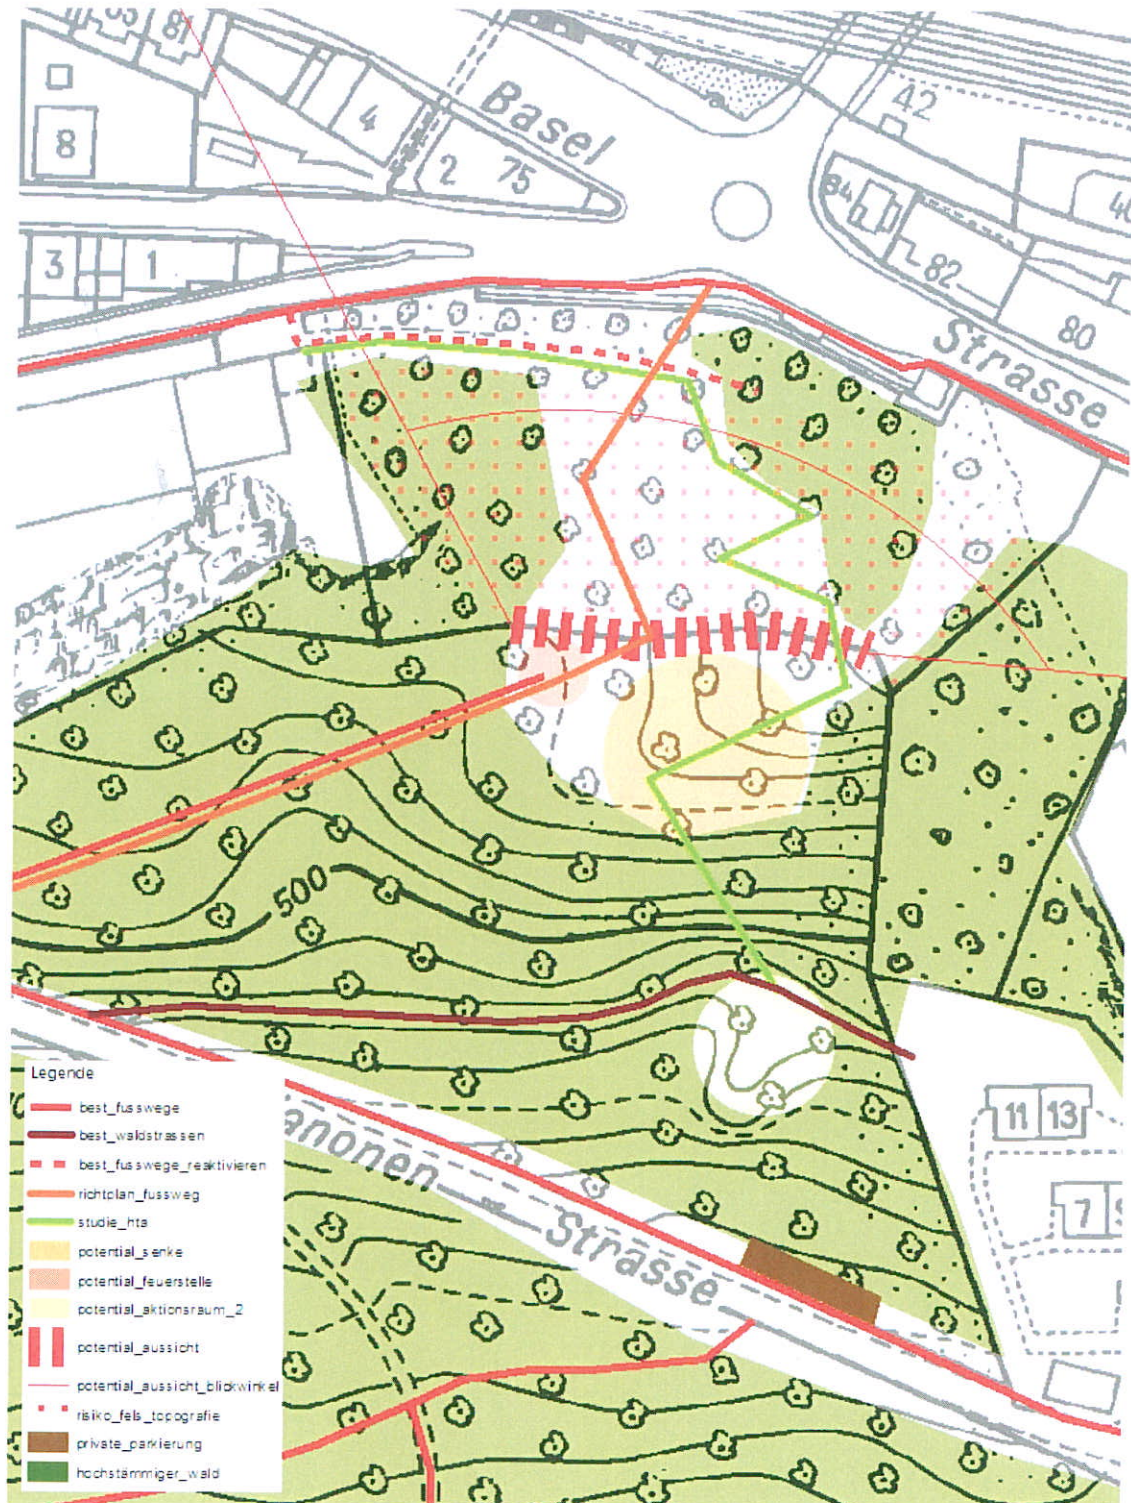 81
8
4
Basel
2
75
42
84
82
3
1
80
Strasse
500
11
13
7
anonen
Strasse
Legende
best_fusswege
best_waldstrassen
best_fusswege_reaktivieren
richtplan_fussweg
studie_hta
potential_senke
potential_feuerstelle
potential_aktionsraum_2
potential_aussicht
potential_aussicht_blickwinkel
risiko_fels_topografie
private_parkierung
hochstämmiger_wald